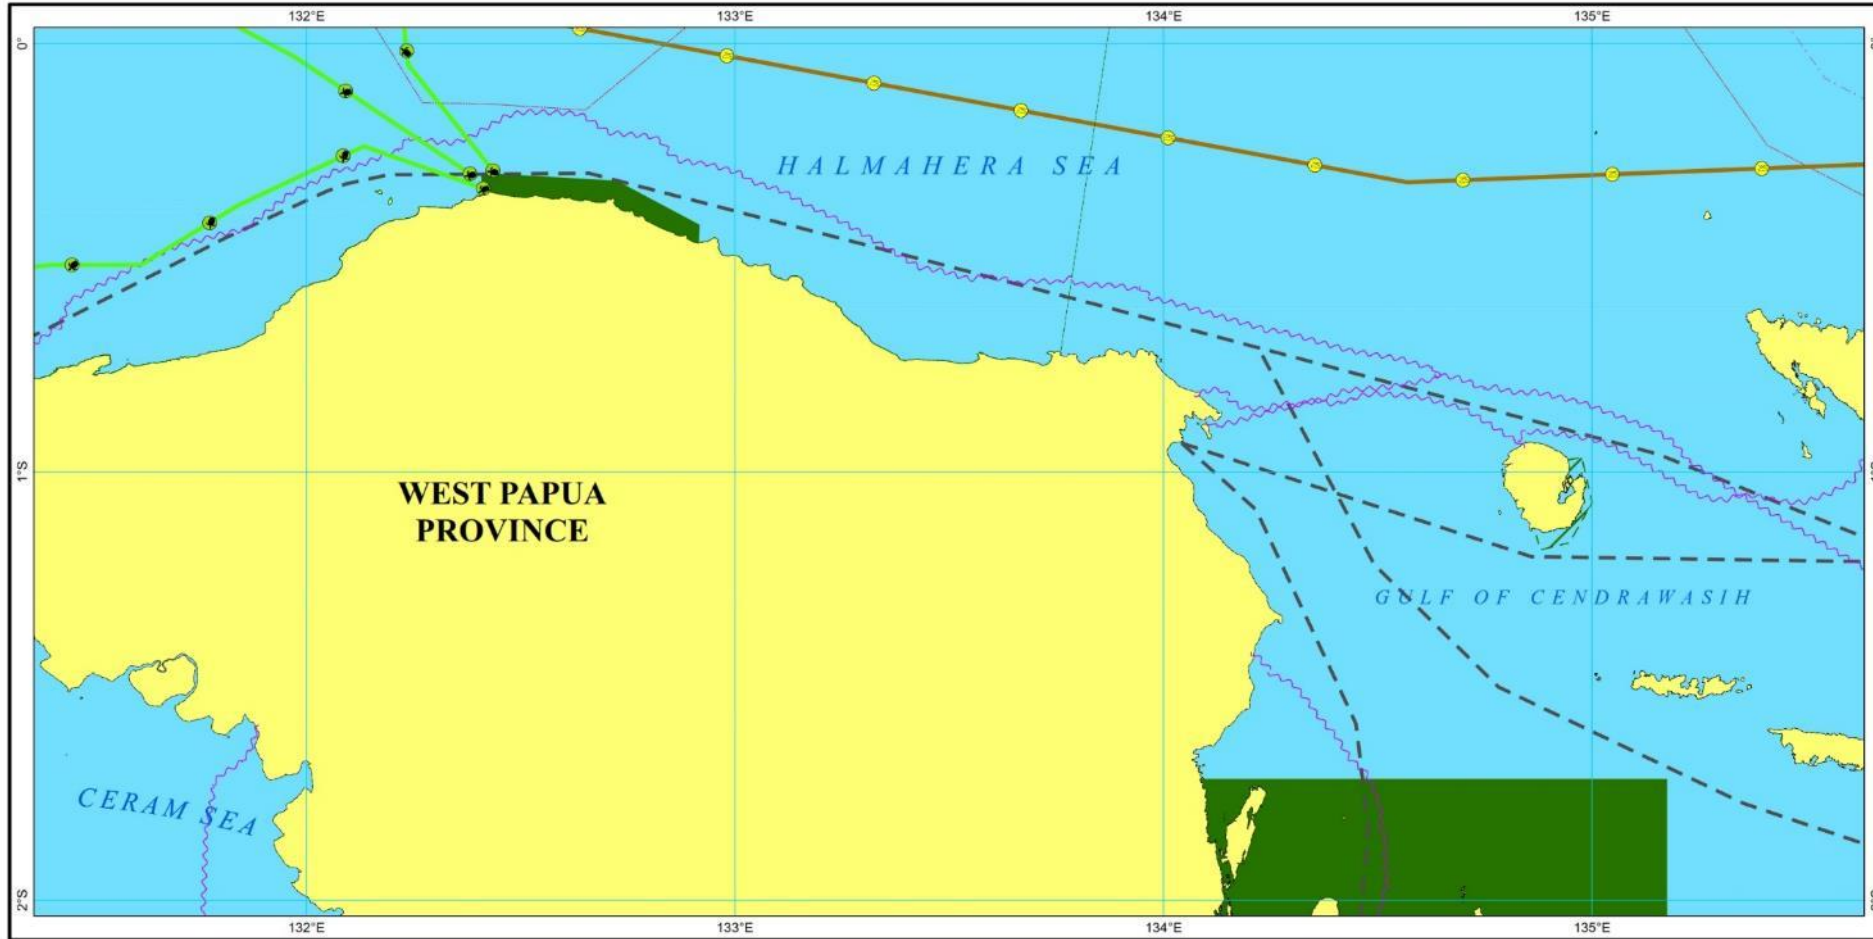 132°E 133°E 134°E 135°E
0°
HALMAHERA SEA
1°S
WEST PAPUA
PROVINCE
GULF OF CENDRAWASIH
CERAM SEA
2°S
132°E 133°E 134°E 135°E